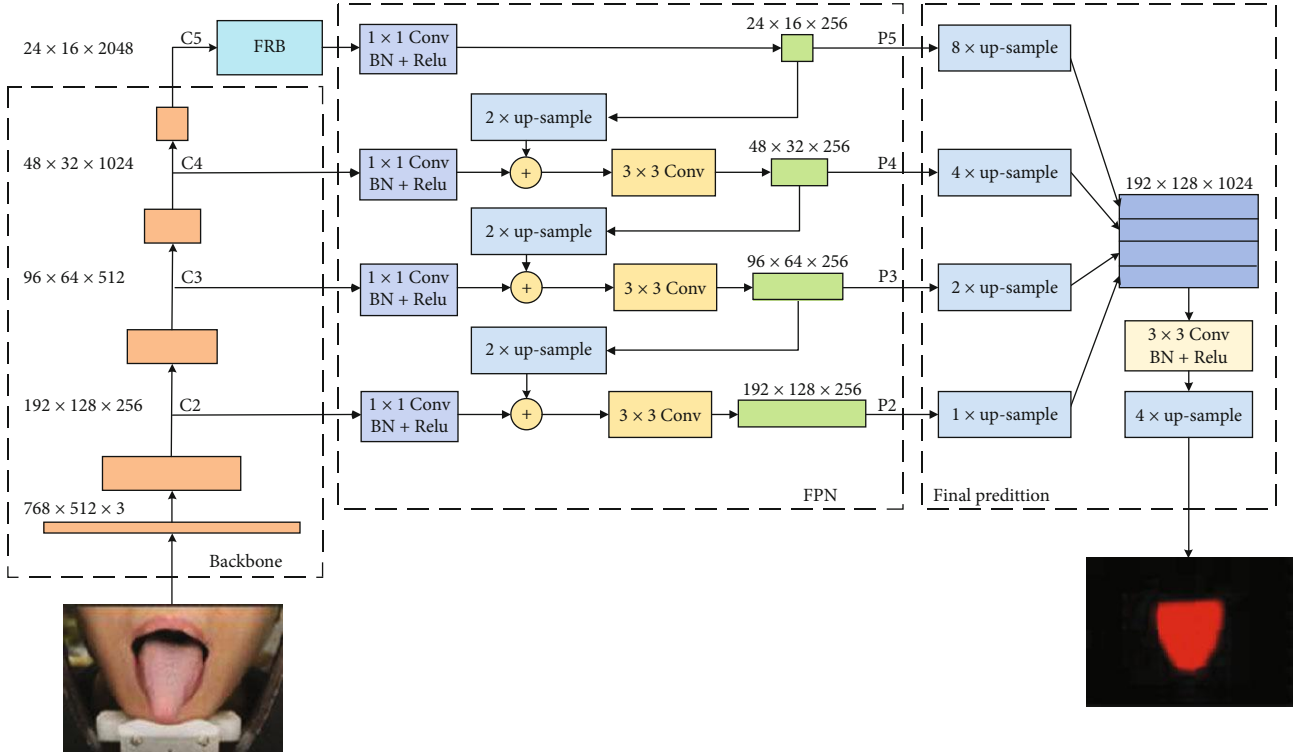 24 × 16 × 2048
C5
FRB
1 × 1 Conv
BN + Relu
24 × 16 × 256
P5
8 × up-sample
2 × up-sample
48 × 32 × 1024
C4
1 × 1 Conv
BN + Relu
+
3 × 3 Conv
48 × 32 × 256
P4
4 × up-sample
192 × 128 × 1024
2 × up-sample
96 × 64 × 512
C3
1 × 1 Conv
BN + Relu
+
3 × 3 Conv
96 × 64 × 256
P3
2 × up-sample
3 × 3 Conv
BN + Relu
2 × up-sample
192 × 128 × 256
C2
1 × 1 Conv
BN + Relu
+
3 × 3 Conv
192 × 128 × 256
P2
1 × up-sample
4 × up-sample
768 × 512 × 3
Backbone
FPN
Final predittion